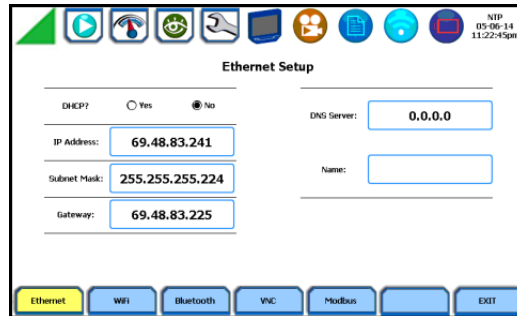 NTP
05-06-14
11:22:45pm
Ethernet Setup
DHCP?
Yes
No
IP Address:
69.48.83.241
Subnet Mask:
255.255.255.224
Gateway:
69.48.83.225
DNS Server:
0.0.0.0
Name:
Ethernet
WiFi
Bluetooth
VNC
Modbus
EXIT